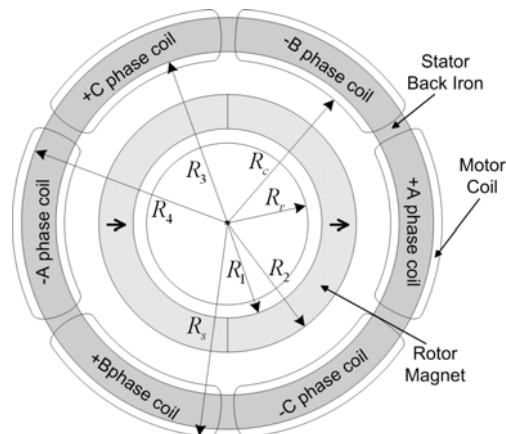 +C phase coil
-B phase coil
Stator
Back Iron
Motor
Coil
+A phase coil
-A phase coil
R3
Rc
Rr
R4
R1
R2
Rs
Rotor
Magnet
+Bphase coil
-C phase coil